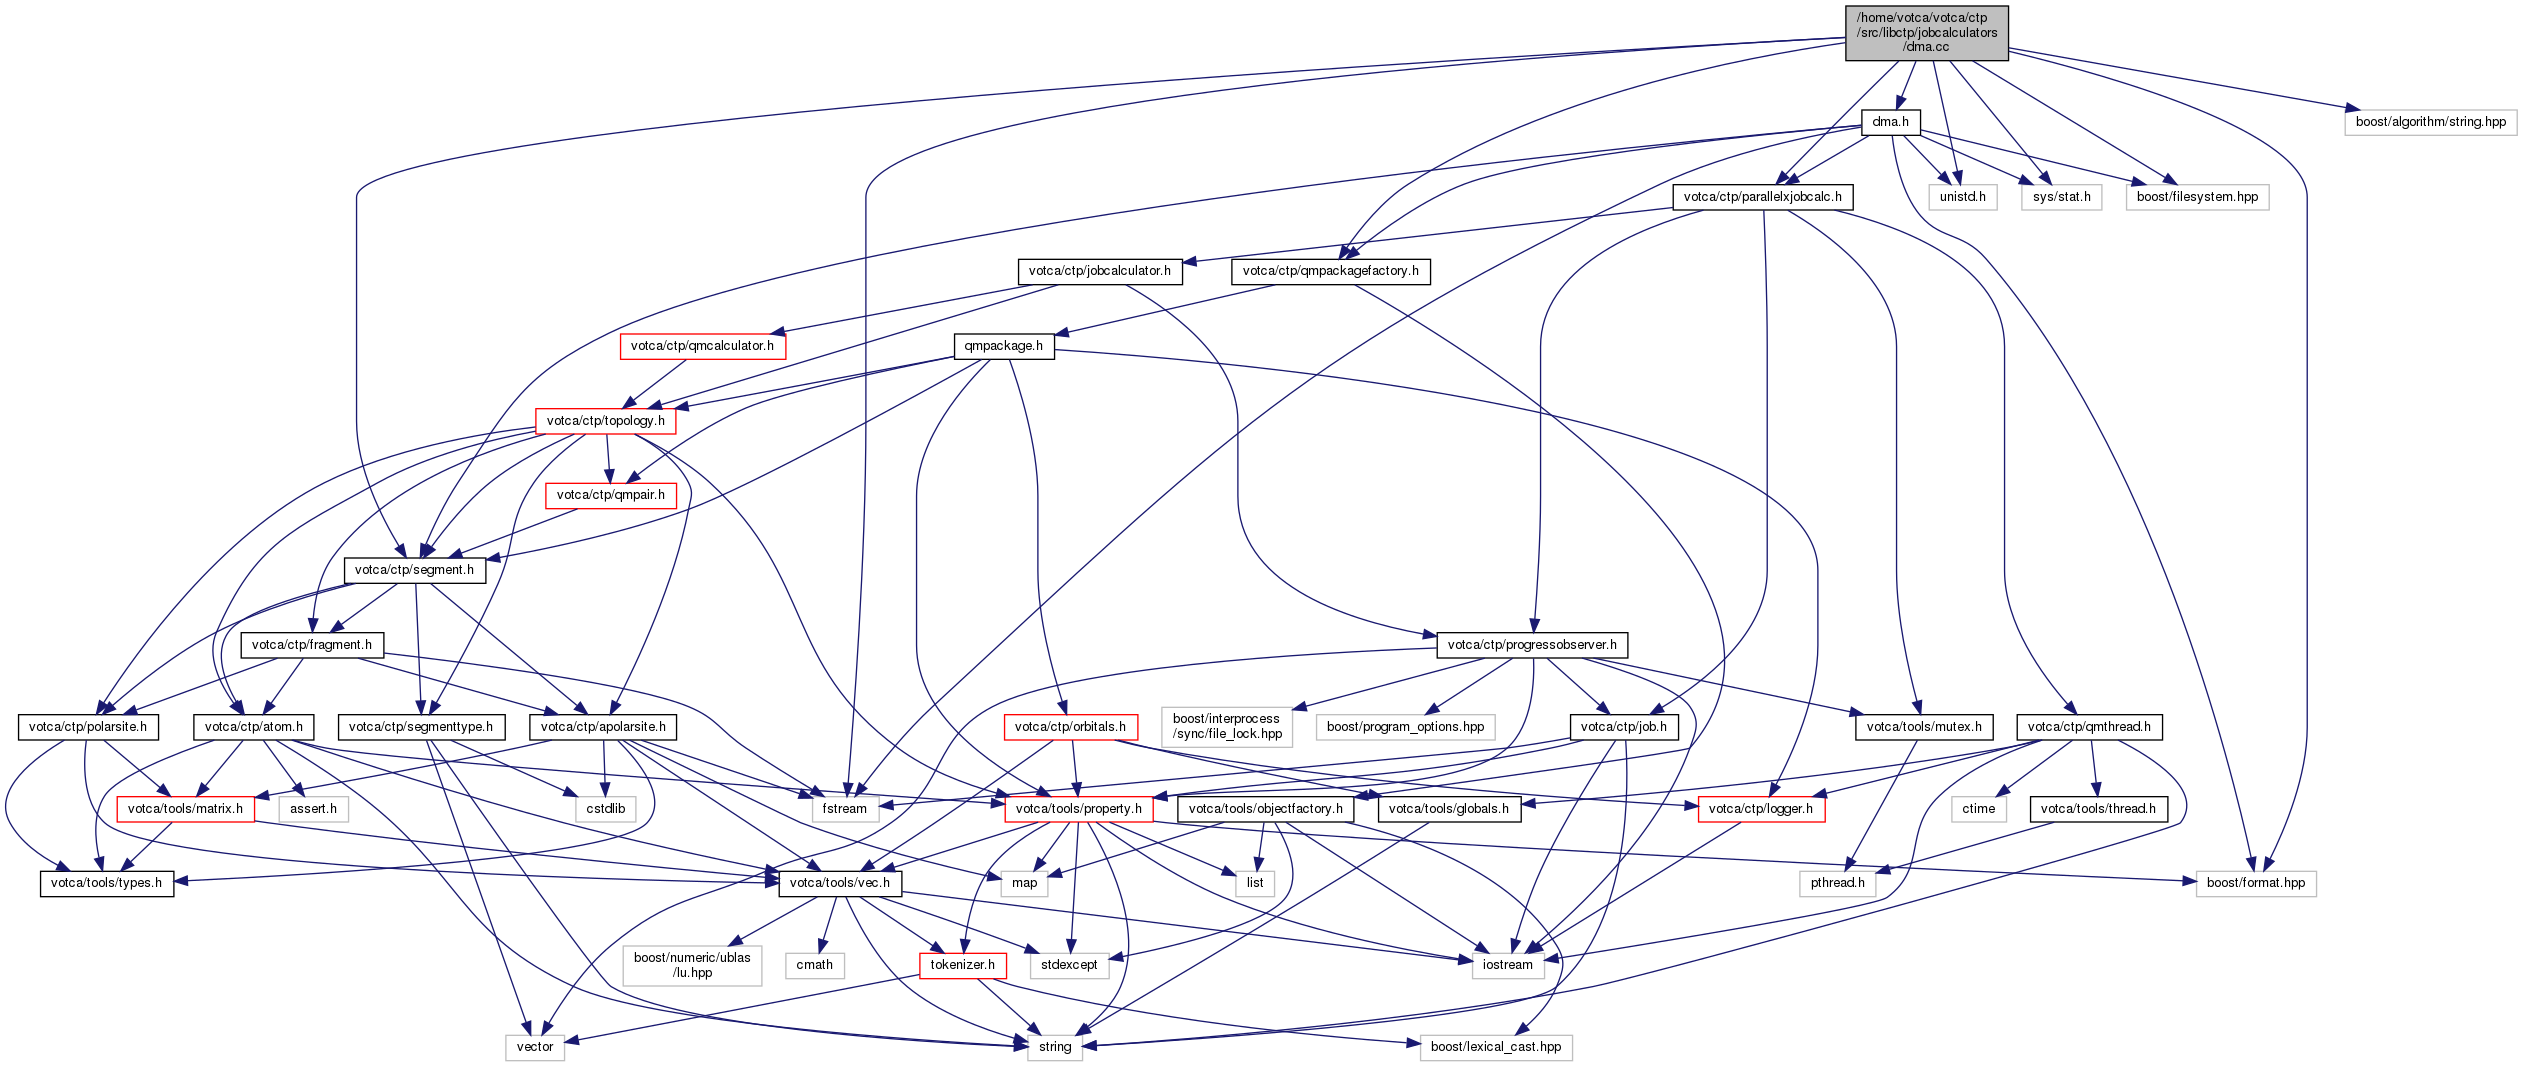 /home/votca/votca/ctp
/src/libctp/jobcalculators
/dma.cc
dma.h
boost/algorithm/string.hpp
votca/ctp/parallelxjobcalc.h
unistd.h
sys/stat.h
boost/filesystem.hpp
votca/ctp/jobcalculator.h
votca/ctp/qmpackagefactory.h
votca/ctp/qmcalculator.h
qmpackage.h
votca/ctp/topology.h
votca/ctp/qmpair.h
votca/ctp/segment.h
votca/ctp/fragment.h
votca/ctp/progressobserver.h
votca/ctp/polarsite.h
votca/ctp/atom.h
votca/ctp/segmenttype.h
votca/ctp/apolarsite.h
votca/ctp/orbitals.h
boost/interprocess
/sync/file_lock.hpp
boost/program_options.hpp
votca/ctp/job.h
votca/tools/mutex.h
votca/ctp/qmthread.h
votca/tools/matrix.h
assert.h
cstdlib
fstream
votca/tools/property.h
votca/tools/objectfactory.h
votca/tools/globals.h
votca/ctp/logger.h
ctime
votca/tools/thread.h
votca/tools/types.h
votca/tools/vec.h
map
list
pthread.h
boost/format.hpp
boost/numeric/ublas
/lu.hpp
cmath
tokenizer.h
stdexcept
iostream
vector
string
boost/lexical_cast.hpp